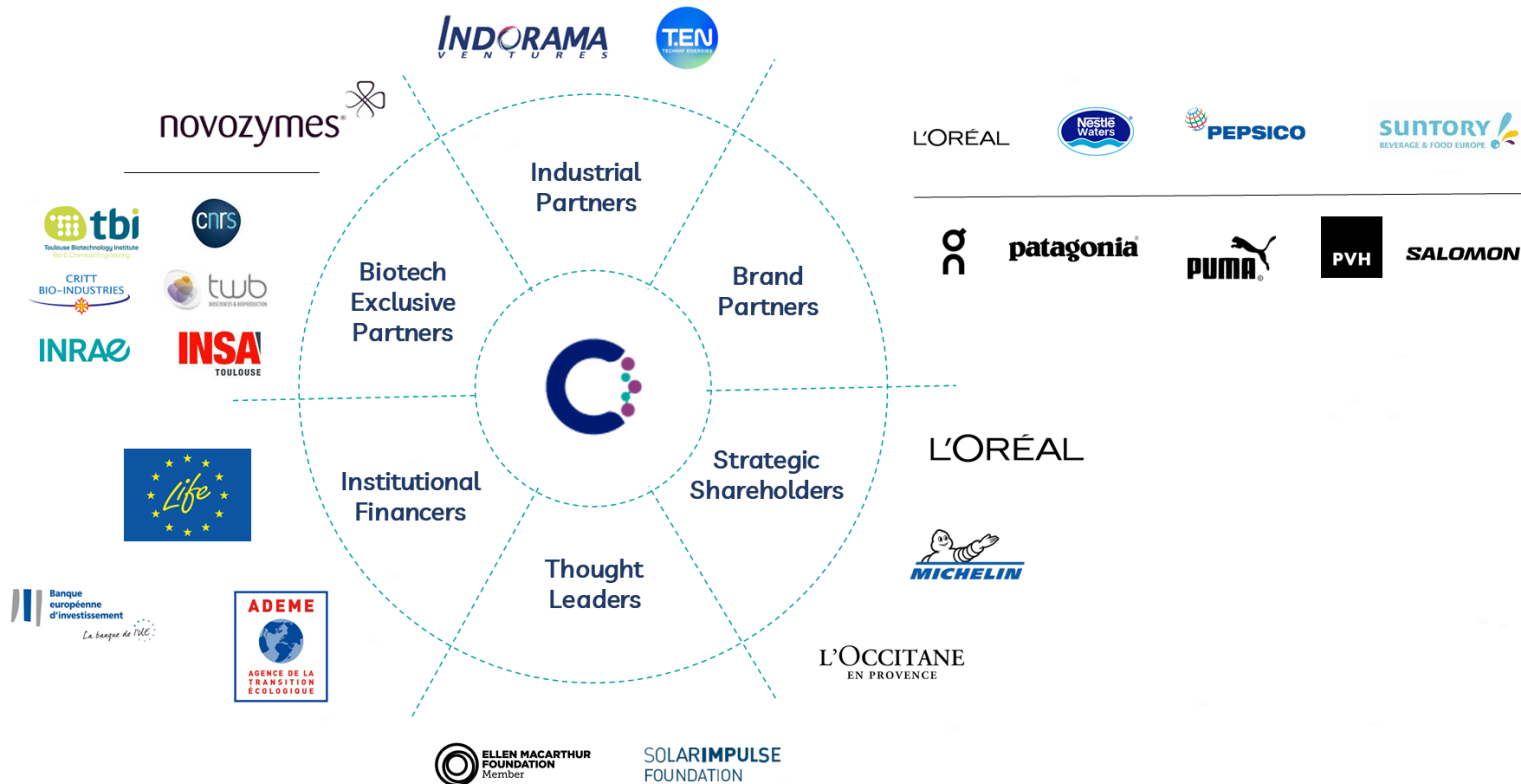 INDORAMA
VENTURES
T.EN
TECHNIP ENERGIES
novozymes®
tbi
Toulouse Biotechnology Institute
Bio & Chemical Engineering
cnrs
CRITT
BIO-INDUSTRIES
twb
BIOSCIENCES & BIOPRODUCTION
INRAE
INSA
TOULOUSE
Industrial
Partners
Biotech
Exclusive
Partners
Brand
Partners
L'ORÉAL
Nestlé
Waters
PEPSICO
SUNTORY
BEVERAGE & FOOD EUROPE
on
patagonia®
PUMA®
PVH
SALOMON
C
Institutional
Financers
Strategic
Shareholders
Thought
Leaders
L'ORÉAL
MICHELIN
L'OCCITANE
EN PROVENCE
Life
Banque
européenne
d'investissement
La banque de l'UE
ADEME
AGENCE DE LA
TRANSITION
ÉCOLOGIQUE
ELLEN MACARTHUR
FOUNDATION
Member
SOLARIMPULSE
FOUNDATION